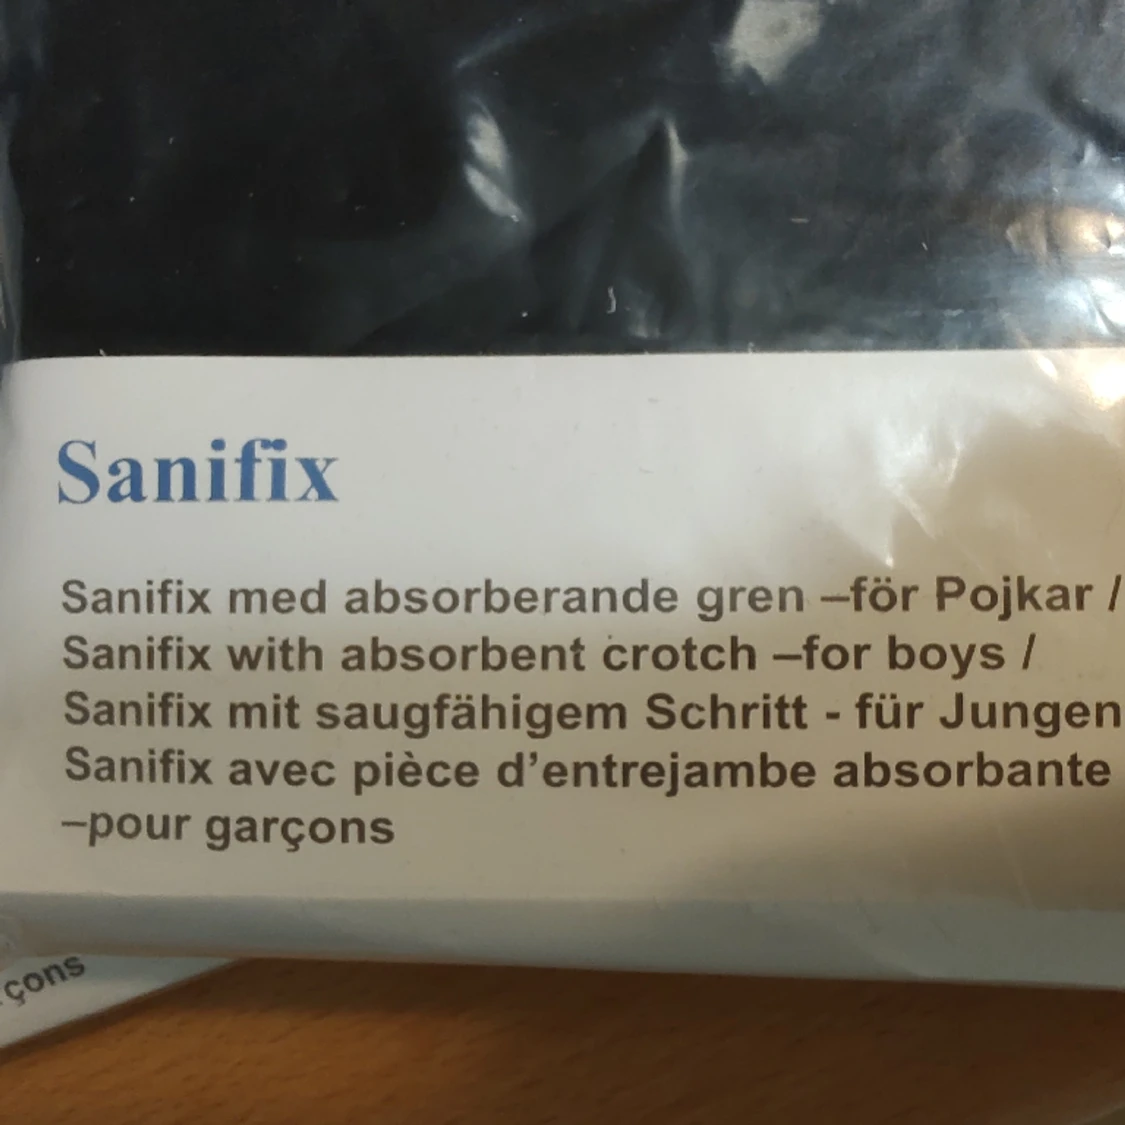 Sanifix
Sanifix med absorberande gren –för Pojkar /
Sanifix with absorbent crotch –for boys /
Sanifix mit saugfähigem Schritt - für Jungen
Sanifix avec pièce d’entrejambe absorbante
–pour garçons
çons